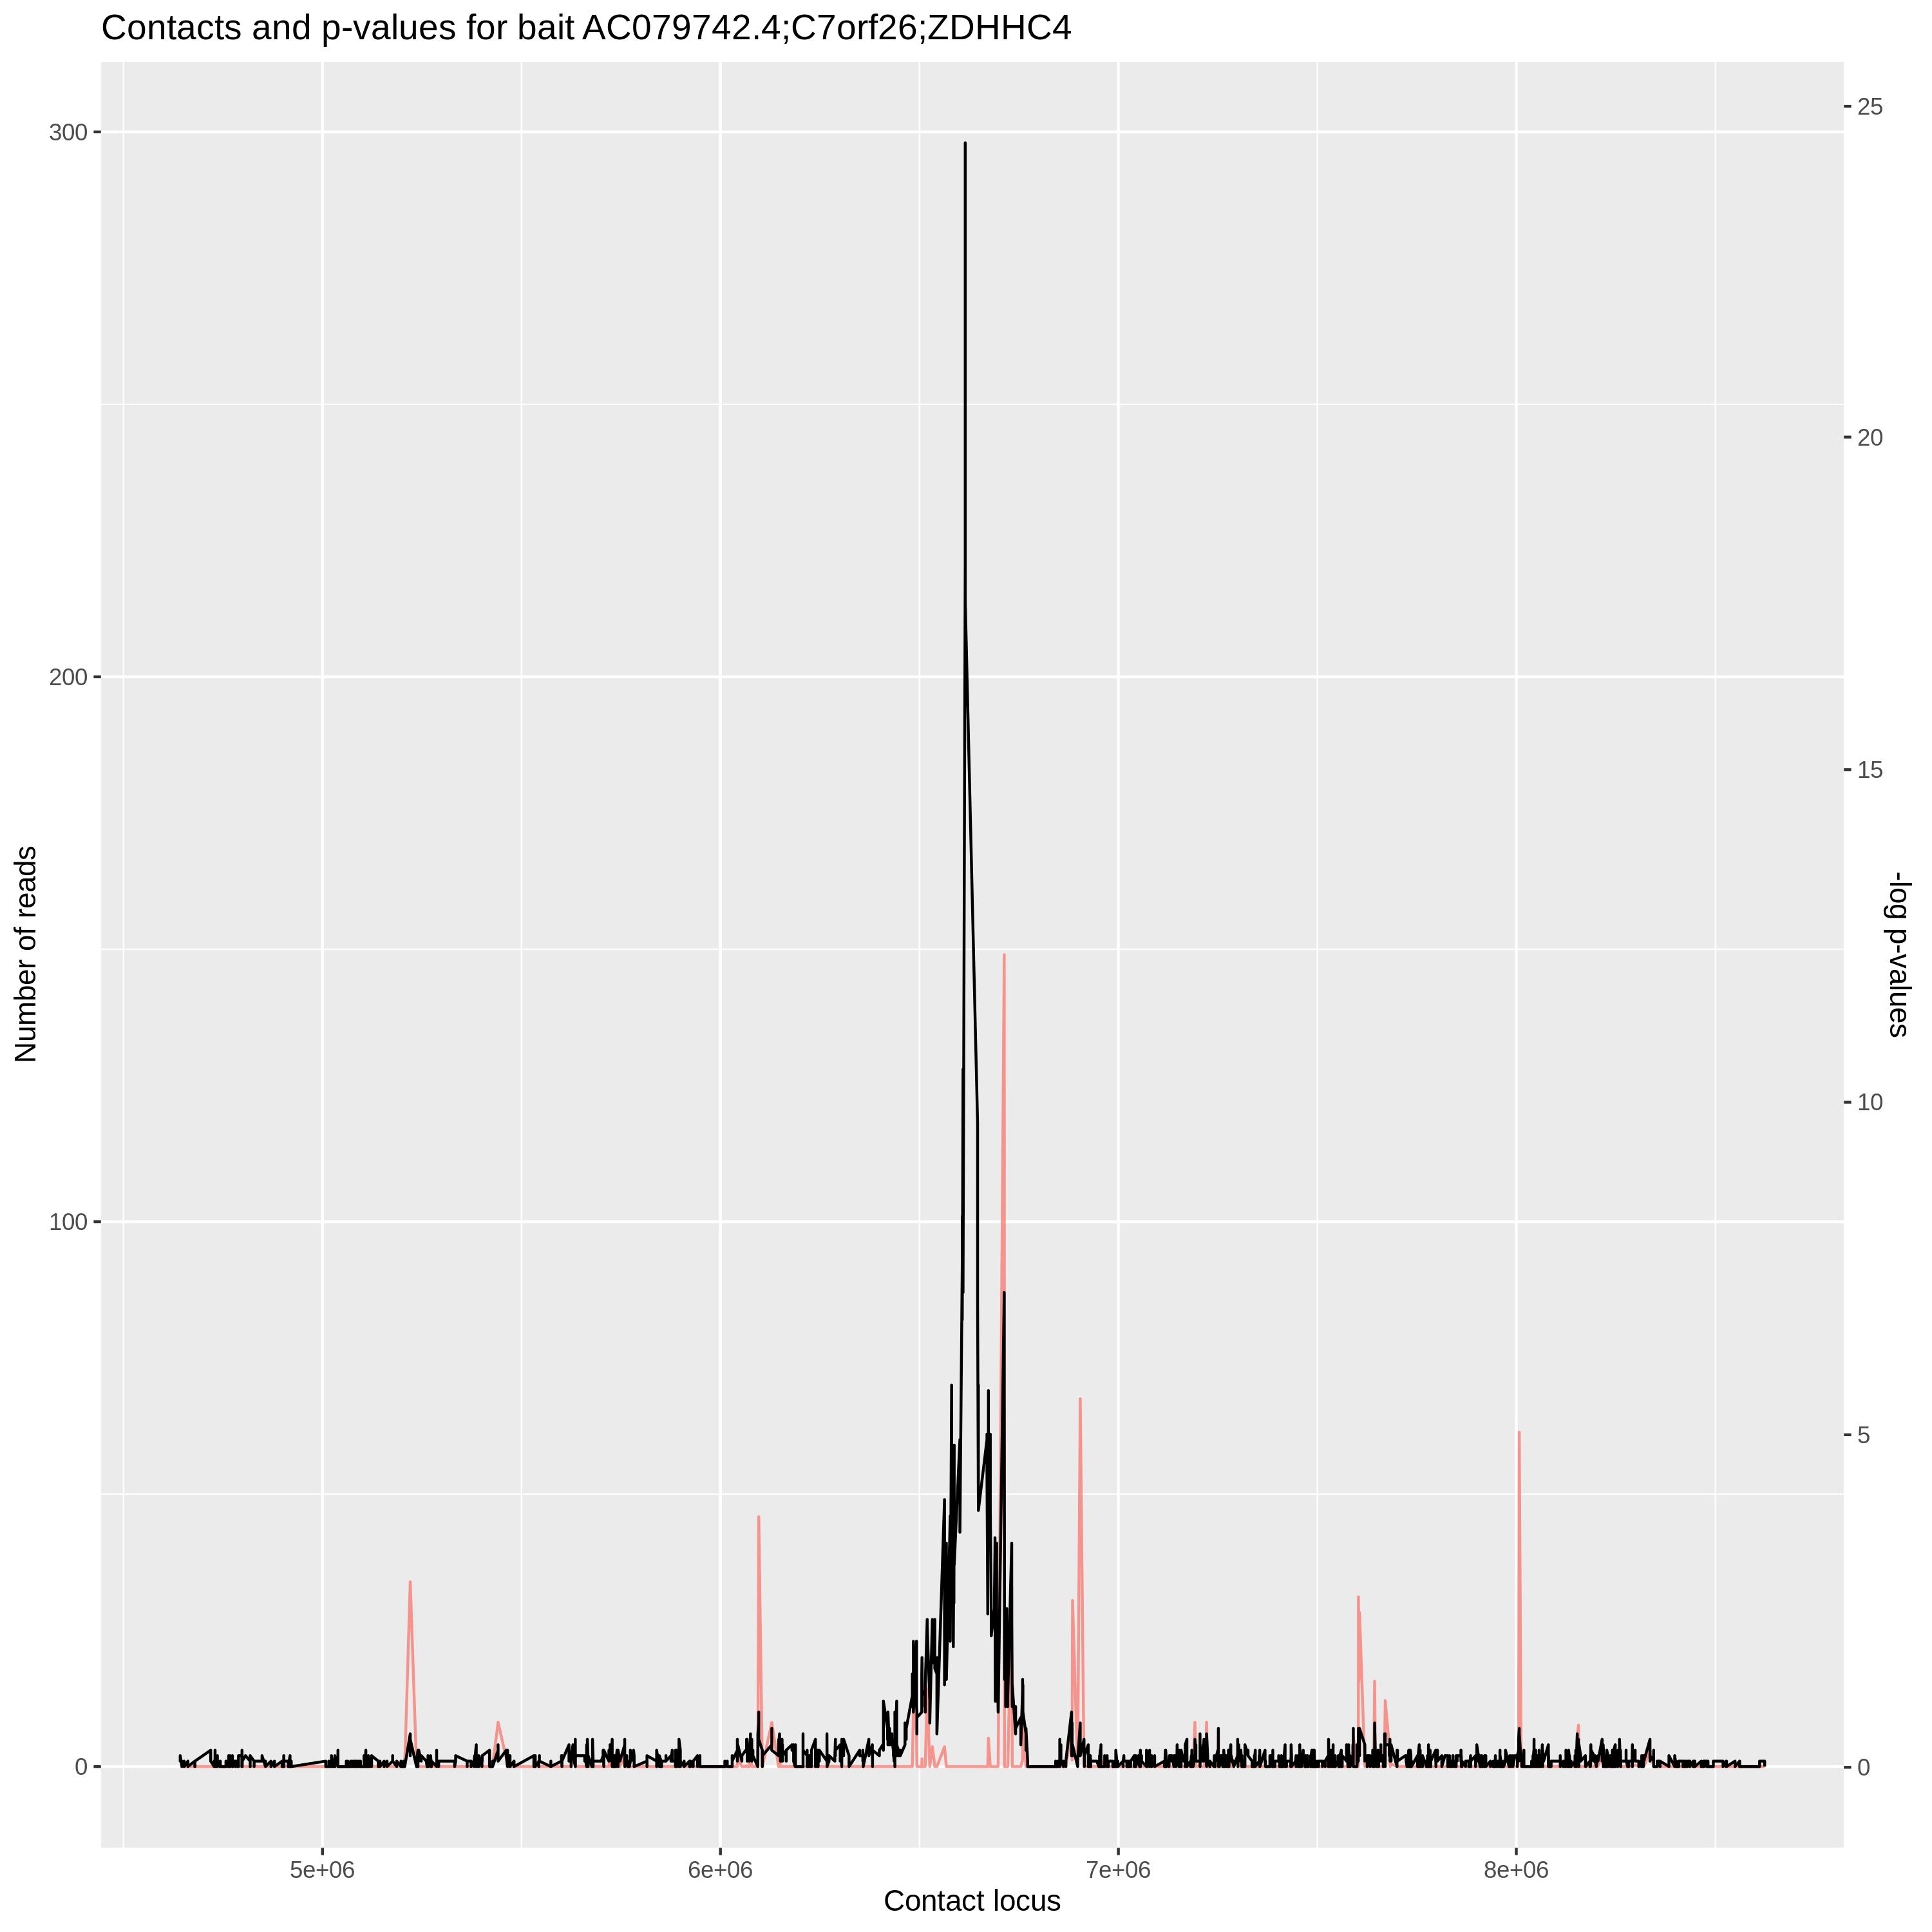 Contacts and p-values for bait AC079742.4;C7orf26;ZDHHC4
300
200
100
0
Number of reads
25
20
15
10
5
0
-log p-values
5e+06
6e+06
7e+06
8e+06
Contact locus